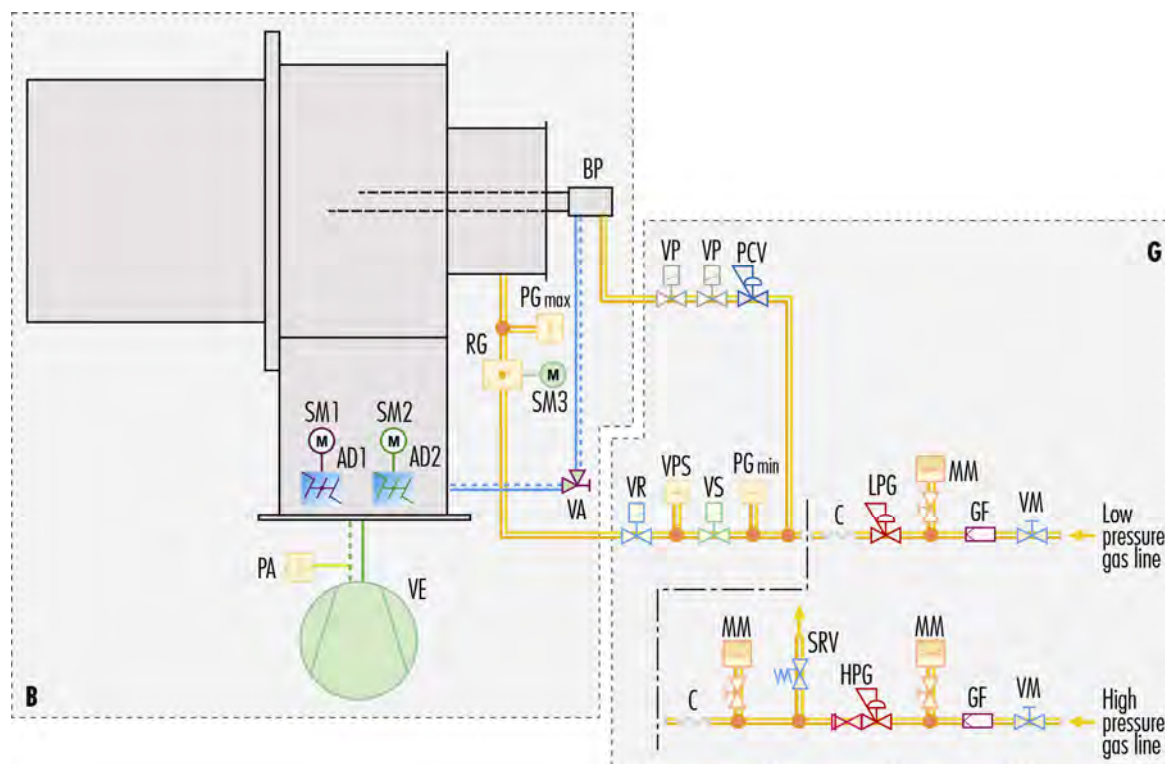 BP
VP VP PCV
G
PG max
RG
M
SM3
SM1 SM2
M M
AD1 AD2
VA
VR VPS VS PG min
C LPG MM GF VM
Low
pressure
gas line
PA
VE
MM SRV MM
C HPG GF VM
High
pressure
gas line
B